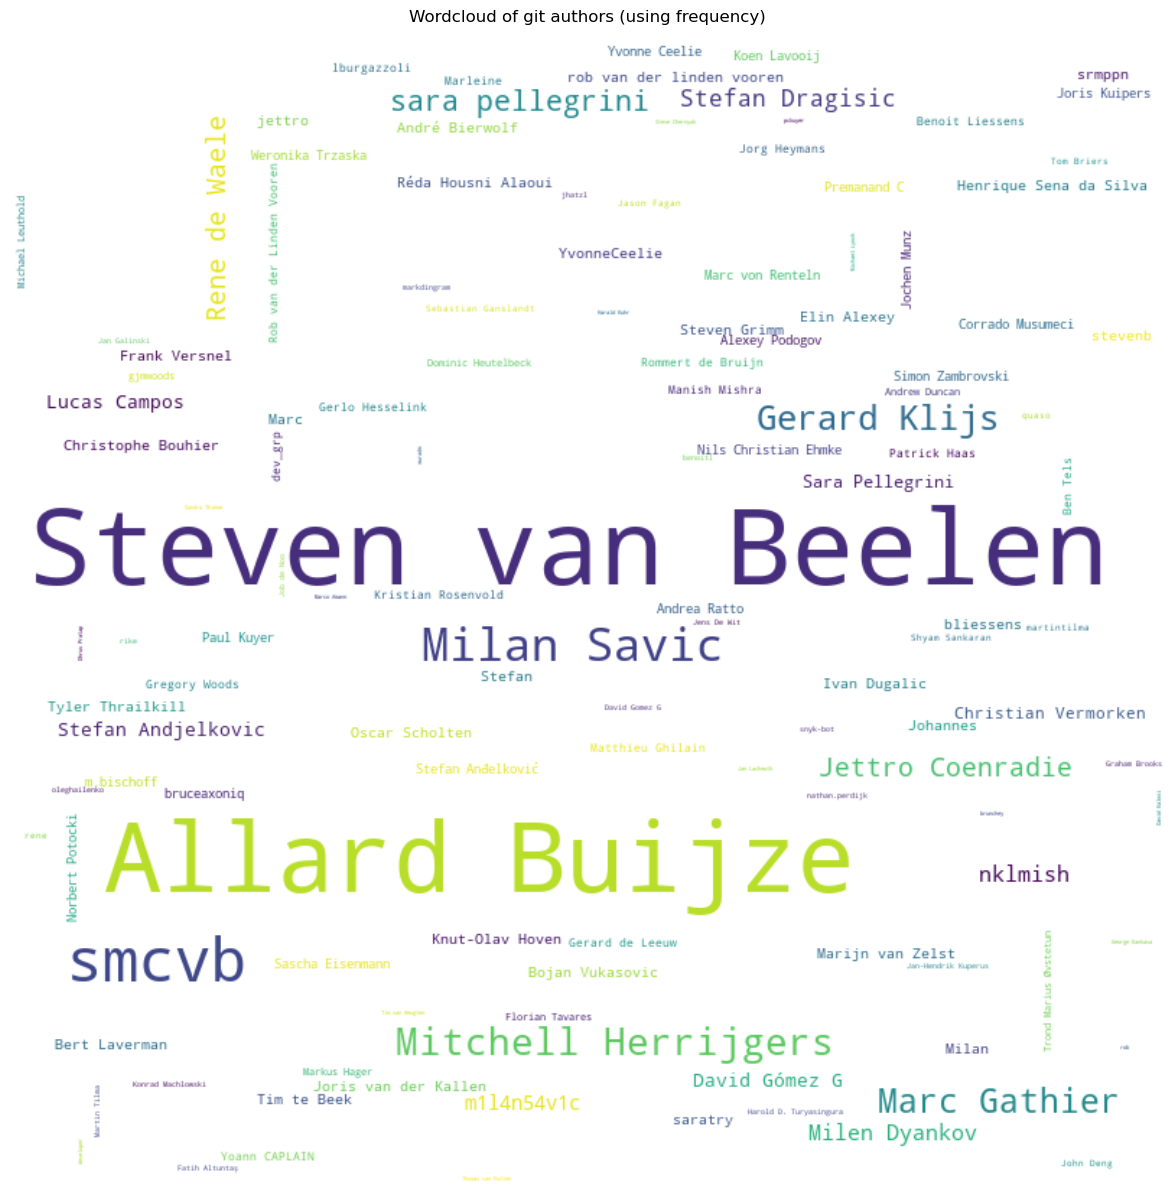 Wordcloud of git authors (using frequency)
Yvonne Ceelie
Koen Lavooij
lburgazzoli
Marleine
rob van der linden vooren
srmppn
sara pellegrini
Stefan Dragisic
Joris Kuipers
jettro
André Bierwolf
Benoit Liessens
Rene de Waele
Weronika Trzaska
Jorg Heymans
Tom Briers
Rob van der Linden Vooren
Réda Housni Alaoui
jhatzl
Premanand C
Henrique Sena da Silva
Jason Fagan
Michael Leuthold
YvonneCeelie
Marc von Renteln
Jochen Munz
markdingram
Sebastian Ganslandt
Elin Alexey
Steven Grimm
Corrado Musumeci
stevenb
Alexey Podogov
Jan Galinski
Frank Versnel
Dominic Heutelbeck
Rommert de Bruijn
gjmwoods
Simon Zambrovski
Manish Mishra
Andrew Duncan
Lucas Campos
Gerlo Hesselink
Marc
Gerard Klijs
quaso
Christophe Bouhier
dev_grp
Nils Christian Ehmke
benoitl
Patrick Haas
Sara Pellegrini
Ben Tels
Steven van Beelen
Job de Noo
Kristian Rosenvold
Andrea Ratto
Jens De Wit
bliessens
martintilma
rike
Paul Kuyer
Shyam Sankaran
Milan Savic
Stefan
Gregory Woods
Ivan Dugalic
Tyler Thrailkill
David Gomez G
Christian Vermorken
Stefan Andjelkovic
Oscar Scholten
snyk-bot
Johannes
Matthieu Ghilain
Stefan Anđelković
Jettro Coenradie
Graham Brooks
m.bischoff
oleghailenko
bruceaxoniq
nathan.perdijk
rene
Norbert Potocki
Allard Buijze
nklmish
smcvb
Knut-Olav Hoven
Gerard de Leeuw
Sascha Eisenmann
Bojan Vukasovic
Marijn van Zelst
Jan-Hendrik Kuperus
Trond Marius Øvstetun
Florian Tavares
Bert Laverman
Mitchell Herrijgers
Milan
rob
Markus Hager
Konrad Machlowski
Joris van der Kallen
David Gómez G
Martin Tilma
Tim te Beek
m1l4n54v1c
Marc Gathier
saratry
Harold D. Turyasingura
Milen Dyankov
Yoann CAPLAIN
Fatih Altuntaş
John Deng